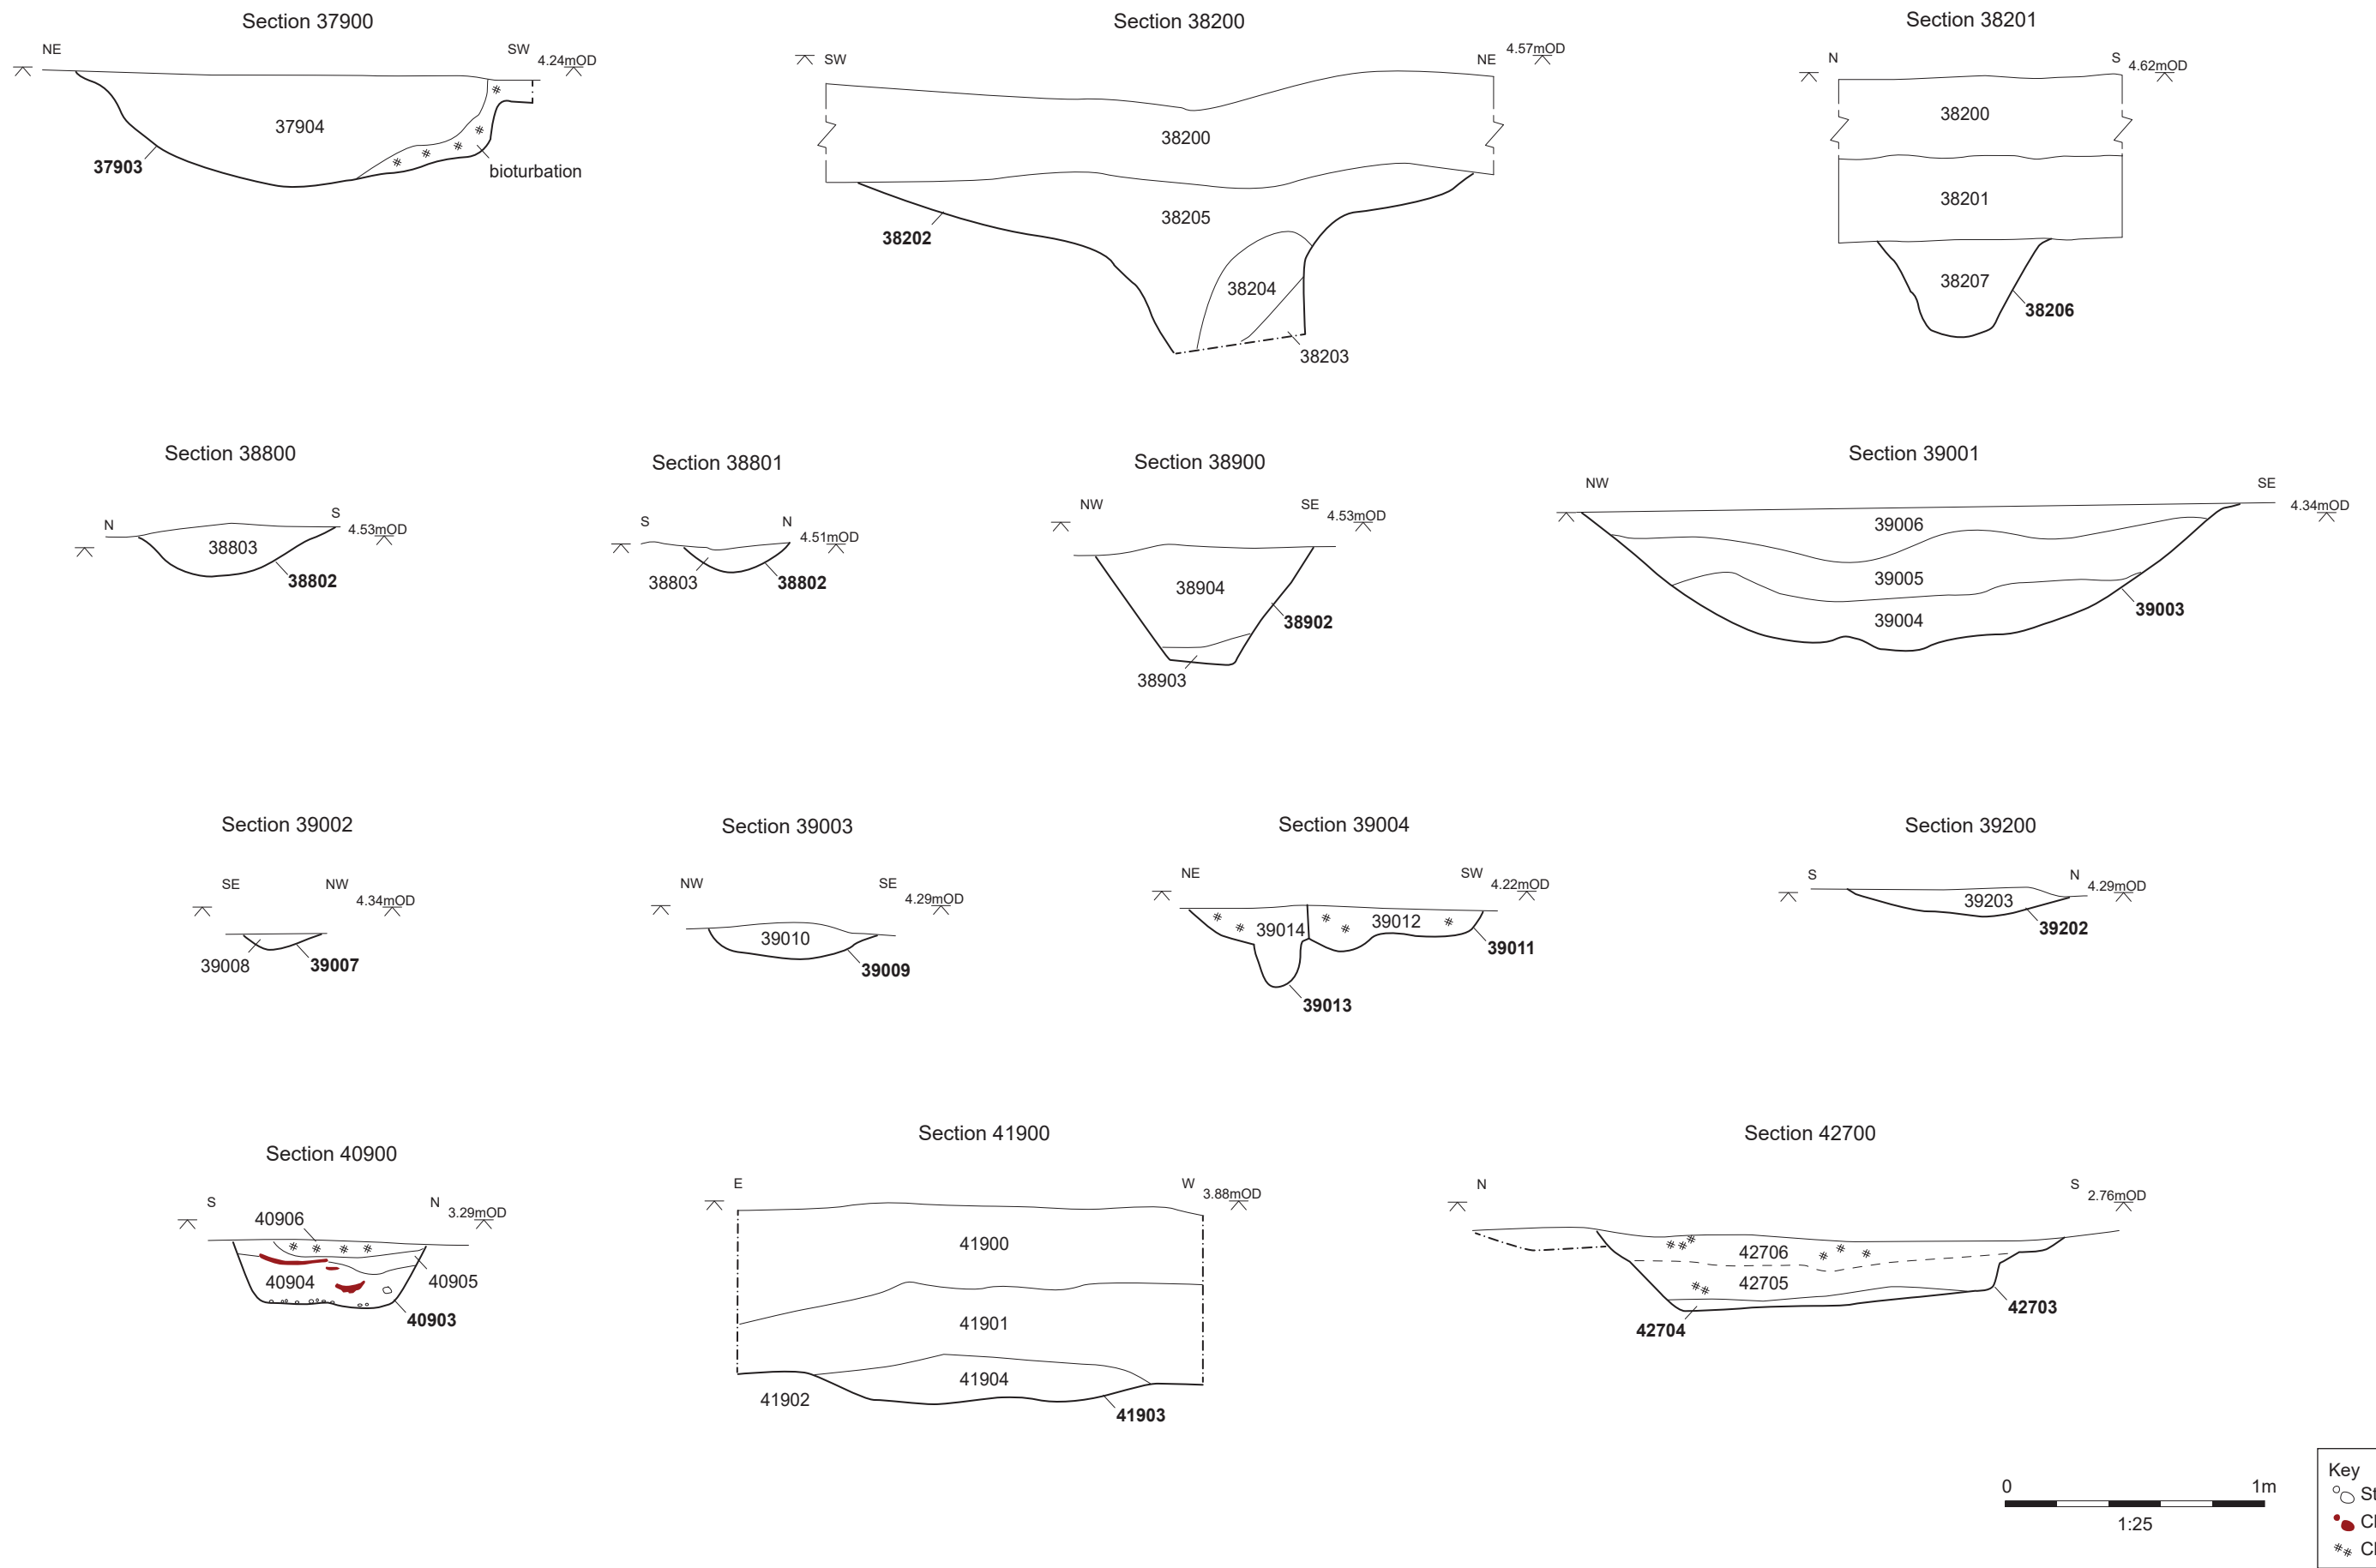 Section 37900
NE
SW
4.24mOD
37904
37903
bioturbation
Section 38200
SW
NE
4.57mOD
38200
38205
38202
38204
38203
Section 38201
N
S
4.62mOD
38200
38201
38207
38206
Section 38800
N
S
4.53mOD
38803
38802
Section 38801
S
N
4.51mOD
38803
38802
Section 38900
NW
SE
4.53mOD
38904
38902
38903
Section 39001
NW
SE
4.34mOD
39006
39005
39004
39003
Section 39002
SE
NW
4.34mOD
39008
39007
Section 39003
NW
SE
4.29mOD
39010
39009
Section 39004
NE
SW
4.22mOD
39014
39012
39011
39013
Section 39200
S
N
4.29mOD
39203
39202
Section 40900
S
N
3.29mOD
40906
40904
40905
40903
Section 41900
E
W
3.88mOD
41900
41901
41904
41902
41903
Section 42700
N
S
2.76mOD
42706
42705
42703
42704
0
1m
1:25
Key